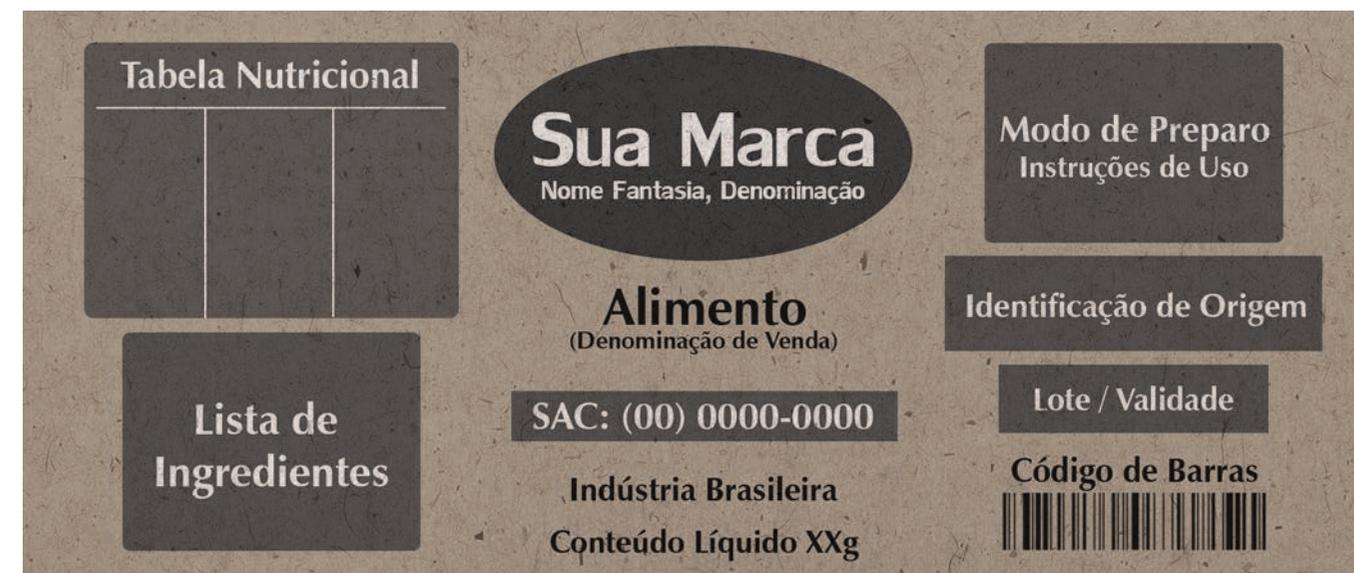 Tabela Nutricional
Lista de
Ingredientes
Sua Marca
Nome Fantasia, Denominação
Alimento
(Denominação de Venda)
SAC: (00) 0000-0000
Indústria Brasileira
Conteúdo Líquido XXg
Modo de Preparo
Instruções de Uso
Identificação de Origem
Lote / Validade
Código de Barras